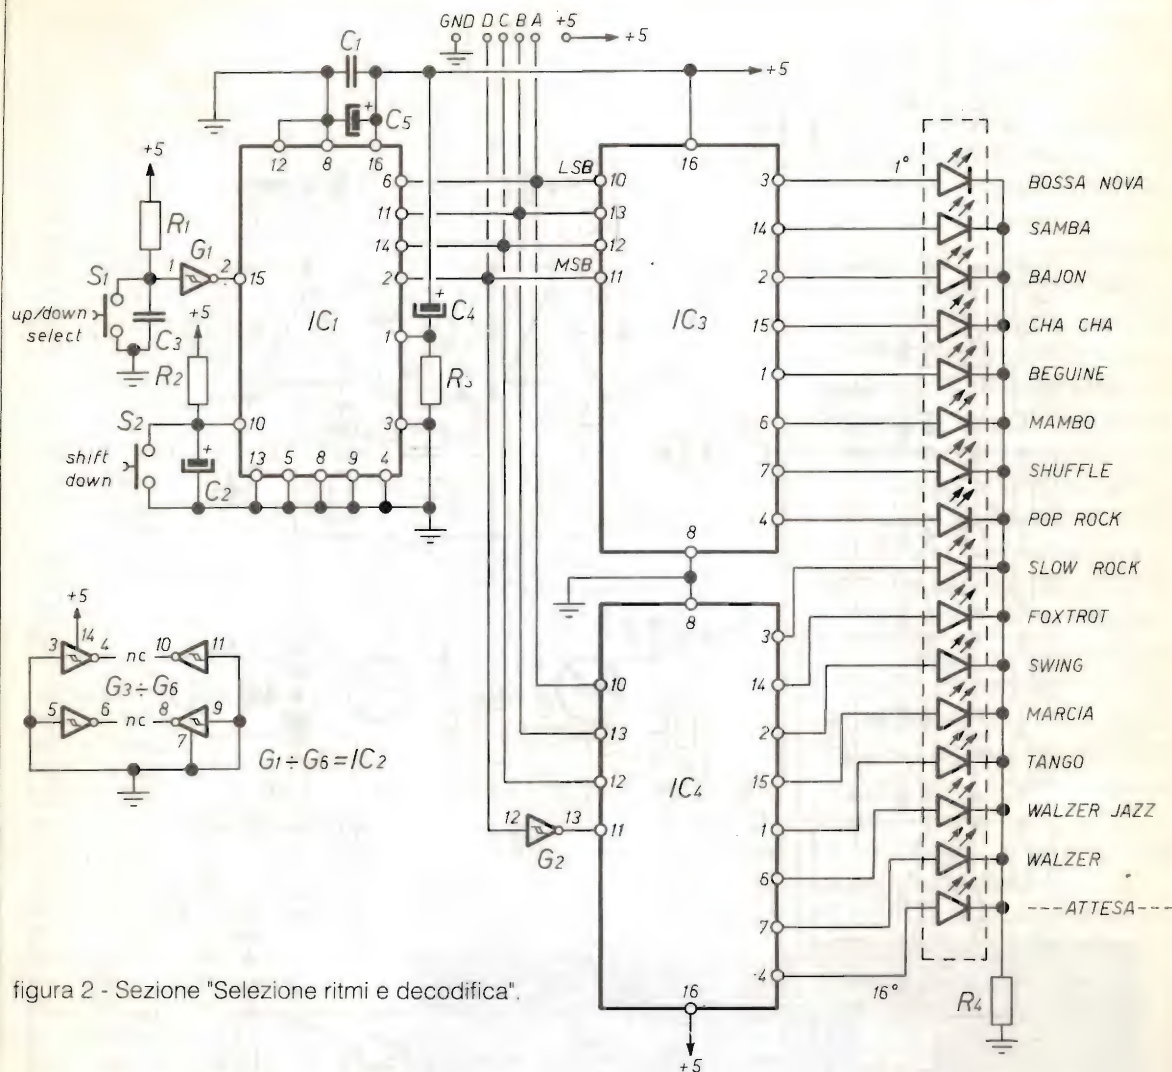 GND D C B A +5
+5
C1
+5
C5
+5
12 8 16
16
R1
6
LSB
10
3
1°
BOSSA NOVA
11
13
14
SAMBA
G1
14
12
S1
1 2
15
2
MSB
11
2
BAJON
up/down
select
C3
+5
IC1
C4
IC3
15
CHA CHA
1
R2
R3
1
BEGUINE
S2
10
3
6
MAMBO
shift
down
C2
13 5 8 9 4
7
SHUFFLE
4
POP ROCK
8
SLOW ROCK
+5
8
3
FOXTROT
3 14 4 nc 10 11
G3÷G6
10
14
SWING
5 6 nc 8 9
7
13
2
MARCIA
G1÷G6=IC2
12
IC4
15
TANGO
12 13
11
1
WALZER JAZZ
G2
6
WALZER
7
---ATTESA---
4
16°
figura 2 - Sezione "Selezione ritmi e decodifica".
16
R4
+5